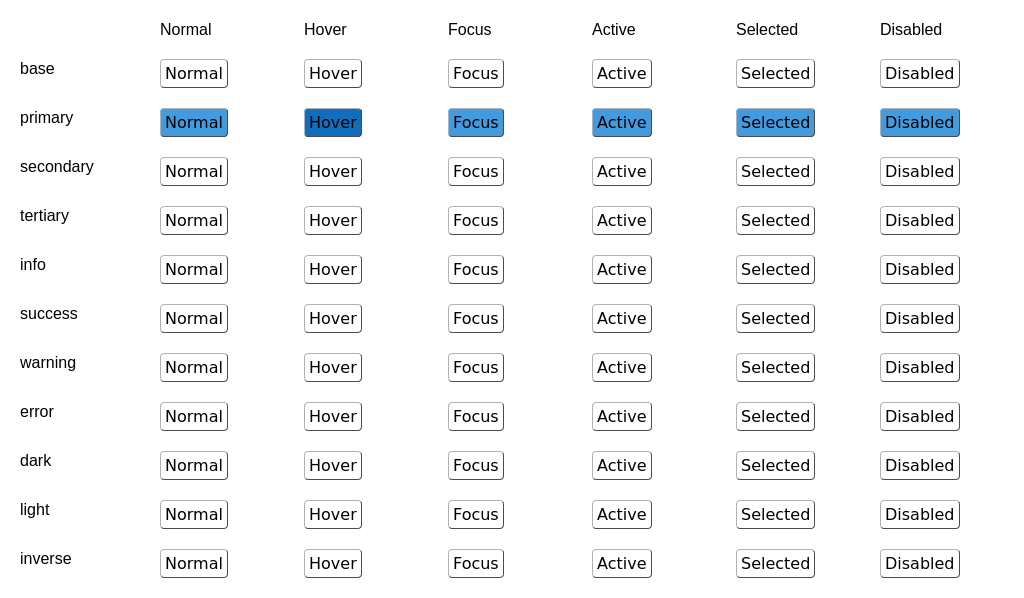 Normal Hover Focus Active Selected Disabled
base Normal Hover Focus Active Selected Disabled
primary Normal Hover Focus Active Selected Disabled
secondary Normal Hover Focus Active Selected Disabled
tertiary Normal Hover Focus Active Selected Disabled
info Normal Hover Focus Active Selected Disabled
success Normal Hover Focus Active Selected Disabled
warning Normal Hover Focus Active Selected Disabled
error Normal Hover Focus Active Selected Disabled
dark Normal Hover Focus Active Selected Disabled
light Normal Hover Focus Active Selected Disabled
inverse Normal Hover Focus Active Selected Disabled